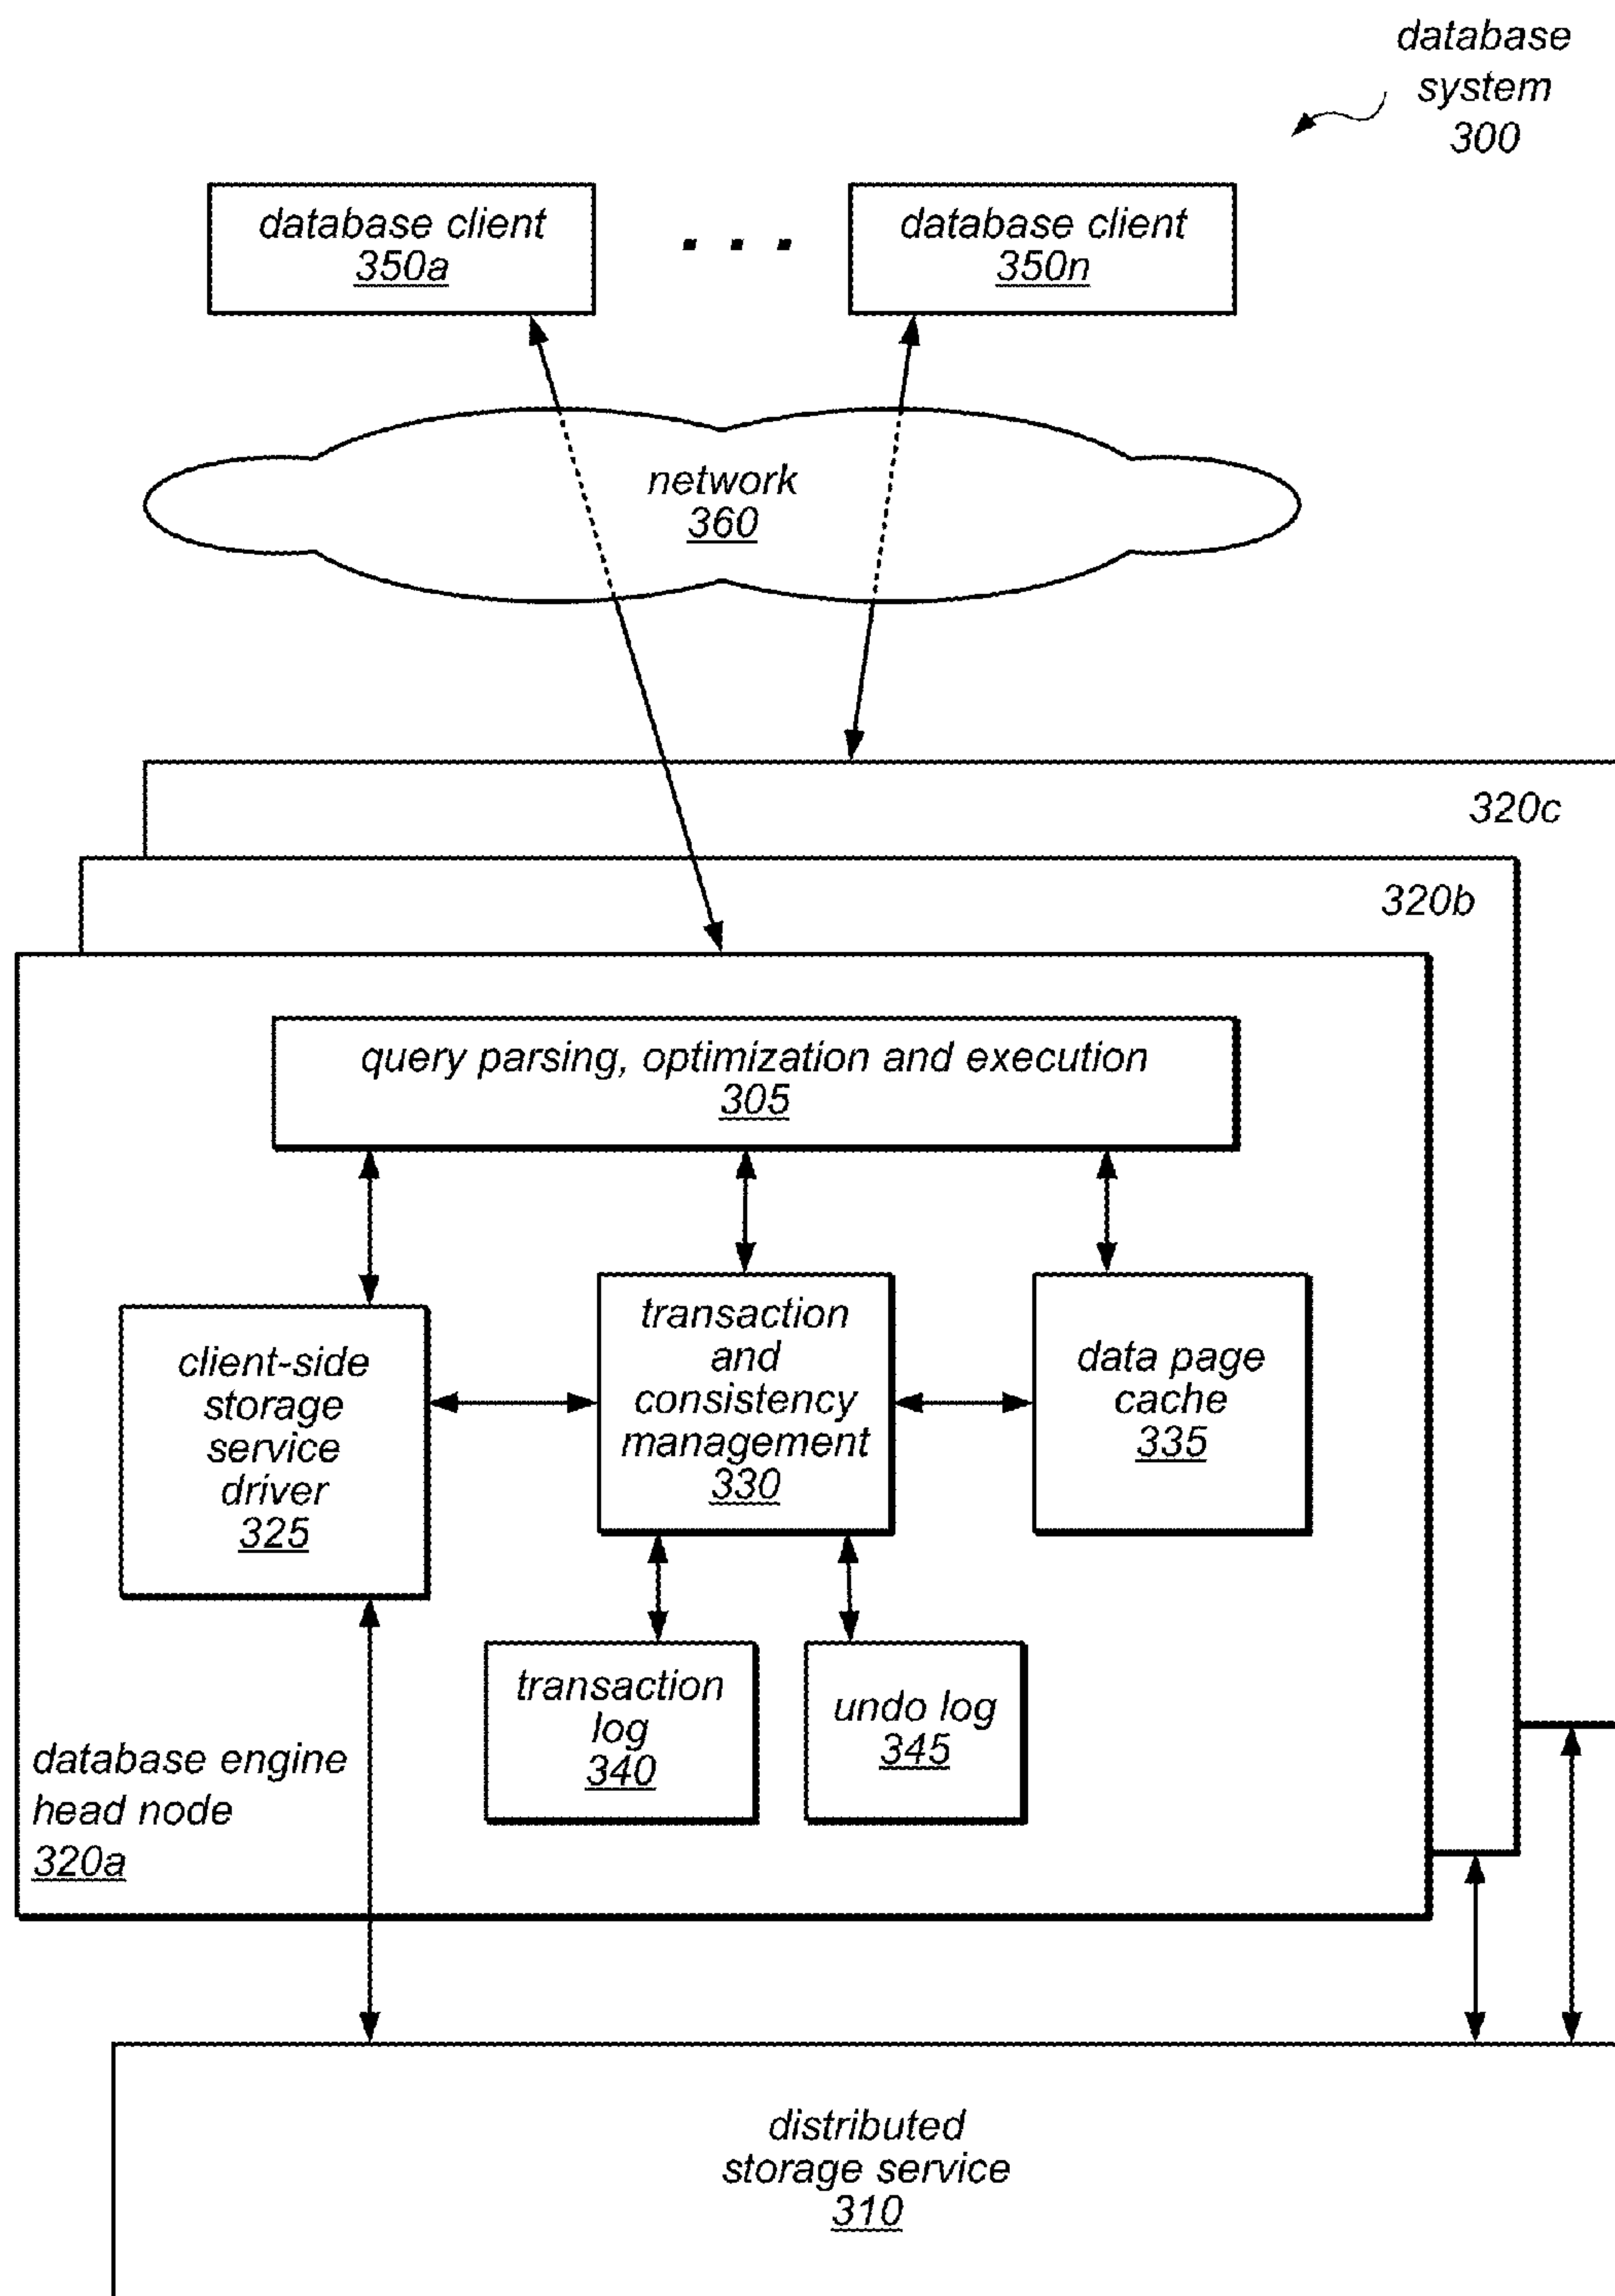 database
system
300
database client
350a
. . .
database client
350n
network
360
320c
320b
query parsing, optimization and execution
305
client-side
storage
service
driver
325
transaction
and
consistency
management
330
data page
cache
335
transaction
log
340
undo log
345
database engine
head node
320a
distributed
storage service
310